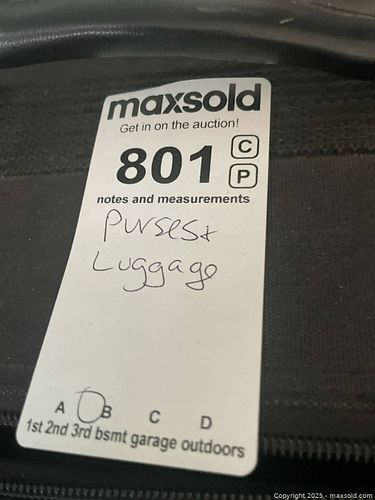 maxsold
Get in on the auction!
801 C
P
notes and measurements
Purses+
Luggage
A B C D
1st 2nd 3rd bsmt garage outdoors
Copyright 2025 - maxsold.com